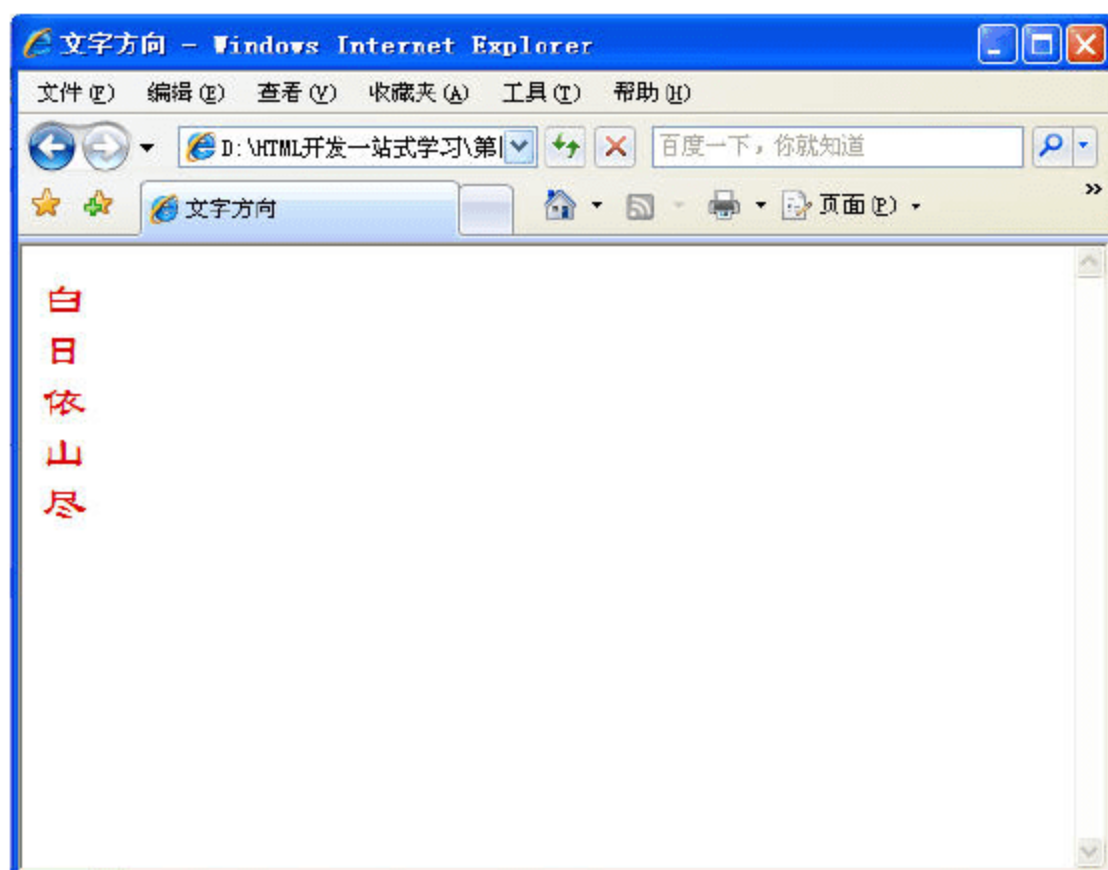 文字方向 - Windows Internet Explorer
文件(F) 编辑(E) 查看(V) 收藏夹(A) 工具(T) 帮助(H)
D:\HTML开发一站式学习\第 百度一下，你就知道
文字方向 页面(P)
白
日
依
山
尽